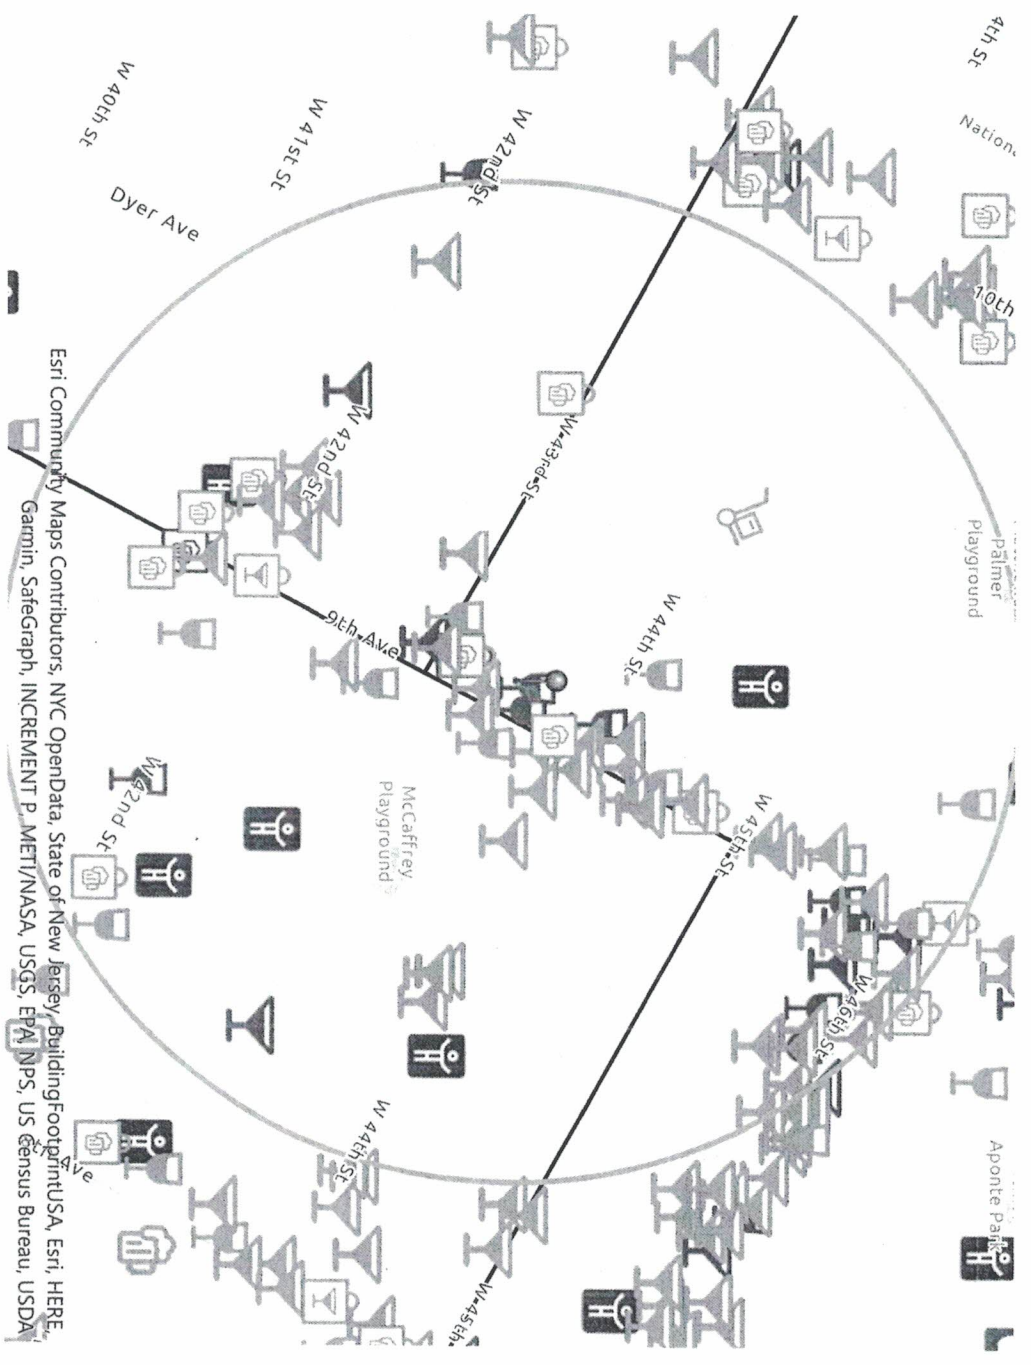 4th St
Nation
W 40th St
W 41st St
W 42nd St
Dyer Ave
10th
W 42nd St
W 43rd St
Palmer
Playground
9th Ave
W 44th St
McCaffrey
Playground
W 42nd St
W 45th St
W 46th St
W 44th St
Aponte Park
W 45th
Ave
Esri Community Maps Contributors, NYC OpenData, State of New Jersey, BuildingFootprintUSA, Esri, HERE,
Garmin, SafeGraph, INCREMENT P, METI/NASA, USGS, EPA, NPS, US Census Bureau, USDA